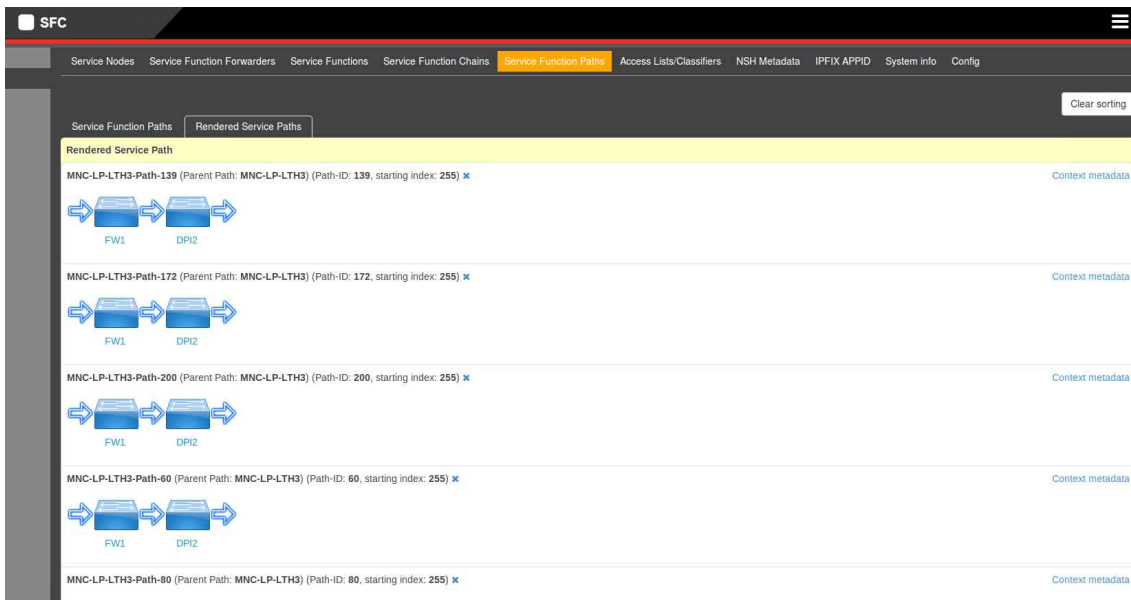 SFC
Service Nodes Service Function Forwarders Service Functions Service Function Chains Service Function Paths Access Lists/Classifiers NSH Metadata IPFIX APPID System info Config
Clear sorting
Service Function Paths Rendered Service Paths
Rendered Service Path
MNC-LP-LTH3-Path-139 (Parent Path: MNC-LP-LTH3) (Path-ID: 139, starting index: 255) Context metadata
FW1 DPI2
MNC-LP-LTH3-Path-172 (Parent Path: MNC-LP-LTH3) (Path-ID: 172, starting index: 255) Context metadata
FW1 DPI2
MNC-LP-LTH3-Path-200 (Parent Path: MNC-LP-LTH3) (Path-ID: 200, starting index: 255) Context metadata
FW1 DPI2
MNC-LP-LTH3-Path-60 (Parent Path: MNC-LP-LTH3) (Path-ID: 60, starting index: 255) Context metadata
FW1 DPI2
MNC-LP-LTH3-Path-80 (Parent Path: MNC-LP-LTH3) (Path-ID: 80, starting index: 255) Context metadata